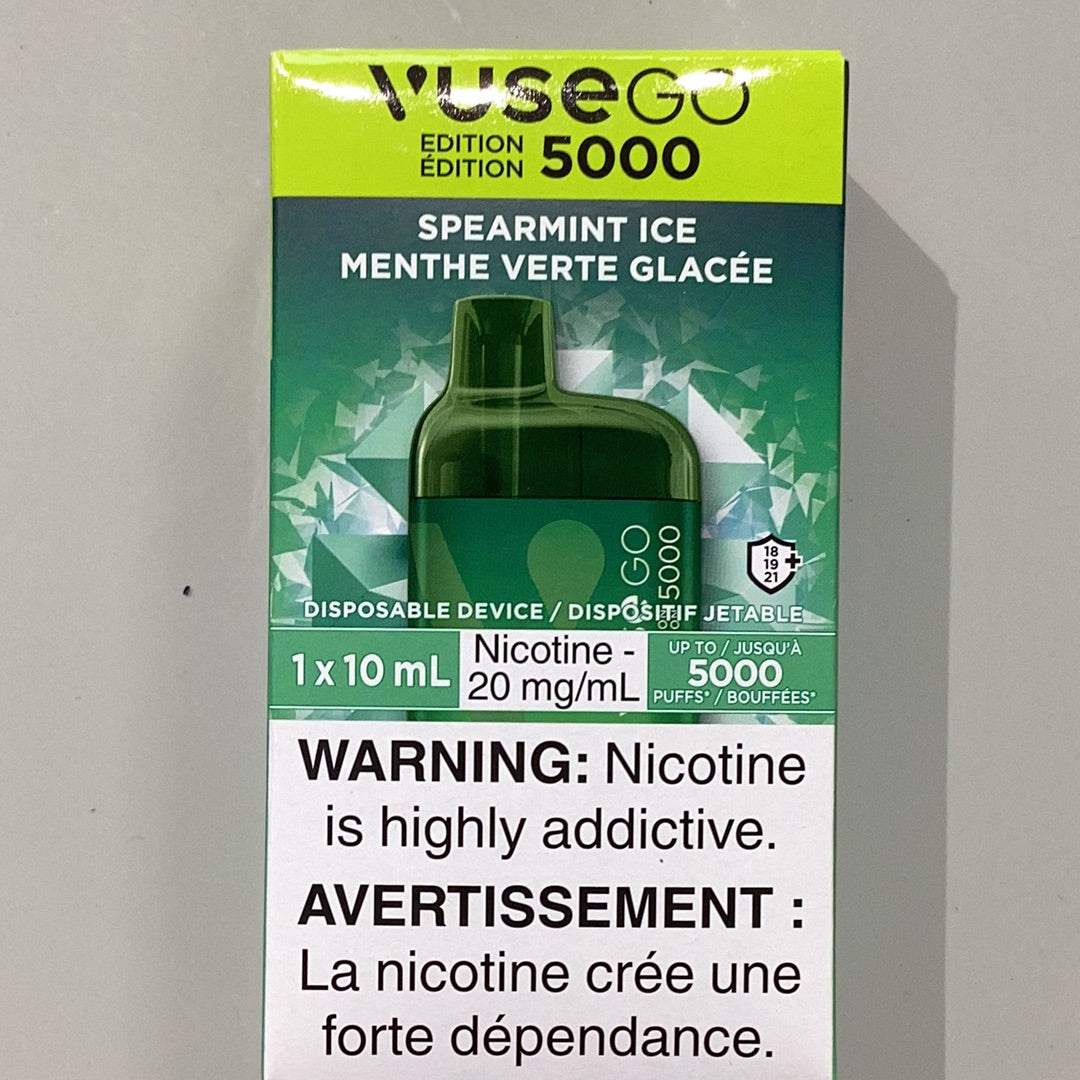 vuse GO
EDITION
ÉDITION
5000
SPEARMINT ICE
MENTHE VERTE GLACÉE
GO
5000
18
19
21
+
DISPOSABLE DEVICE / DISPOSITIF JETABLE
1 x 10 mL
Nicotine -
20 mg/mL
UP TO / JUSQU'À
5000
PUFFS* / BOUFFÉES*
WARNING: Nicotine
is highly addictive.
AVERTISSEMENT :
La nicotine crée une
forte dépendance.